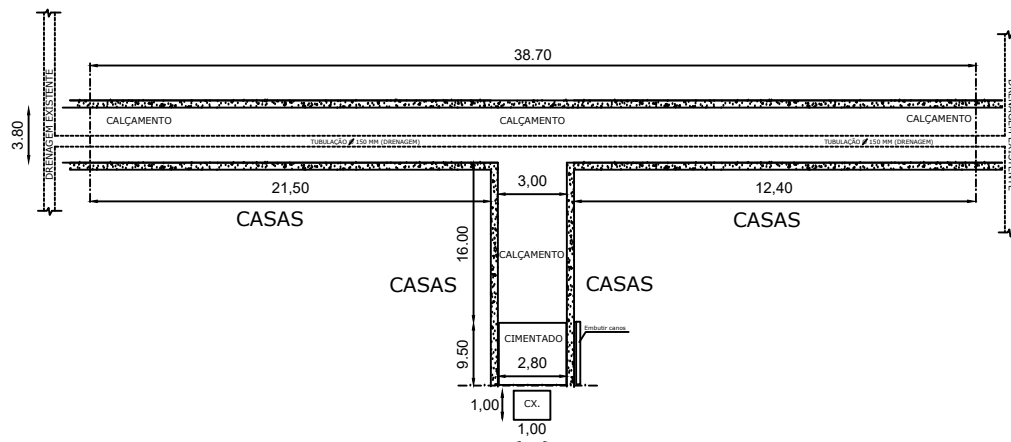 38.70
DRENAGEM EXISTENTE
3.80
CALÇAMENTO
CALÇAMENTO
CALÇAMENTO
TUBULAÇÃO Ø 150 MM (DRENAGEM)
TUBULAÇÃO Ø 150 MM (DRENAGEM)
21,50
3,00
12,40
CASAS
CASAS
16.00
CALÇAMENTO
CASAS
CASAS
Embutir canos
CIMENTADO
9.50
2,80
1,00
CX.
1,00